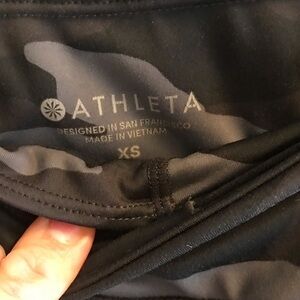 ATHLETA
DESIGNED IN SAN FRANCISCO
MADE IN VIETNAM
XS